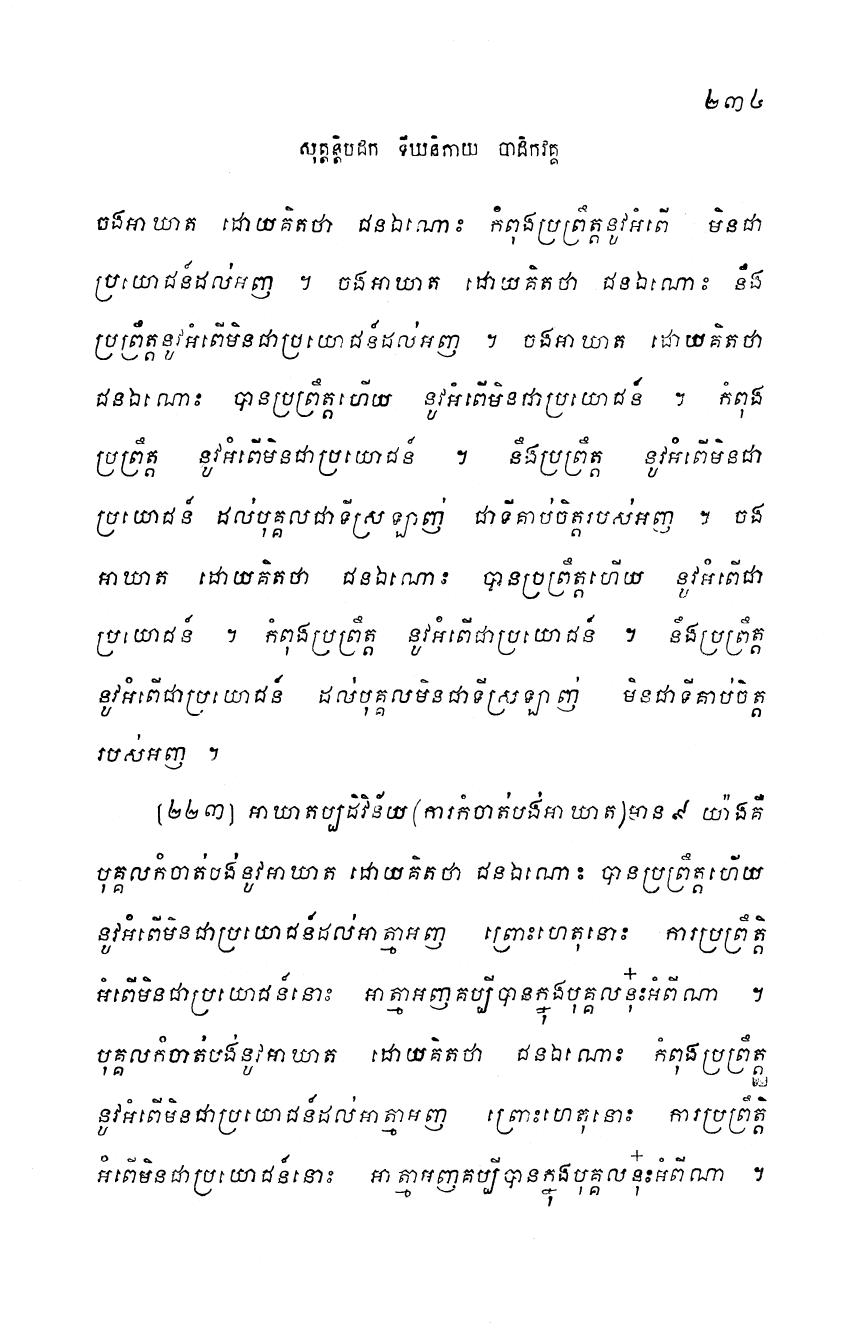 ២៣៤
សុត្តន្តបិដក ទីឃនិកាយ បាដិកវគ្គ
ចងអាឃាត ដោយគិតថា ជនឯណោះ កំពុងប្រព្រឹត្តនូវអំពើ មិនជា
ប្រយោជន៍ដល់អញ ។ ចងអាឃាត ដោយគិតថា ជនឯណោះ នឹង
ប្រព្រឹត្តនូវអំពើមិនជាប្រយោជន៍ដល់អញ ។ ចងអាឃាត ដោយគិតថា
ជនឯណោះ បានប្រព្រឹត្តហើយ នូវអំពើមិនជាប្រយោជន៍ ។ កំពុង
ប្រព្រឹត្ត នូវអំពើមិនជាប្រយោជន៍ ។ នឹងប្រព្រឹត្ត នូវអំពើមិនជា
ប្រយោជន៍ ដល់បុគ្គលជាទីស្រឡាញ់ ជាទីគាប់ចិត្តរបស់អញ ។ ចង
អាឃាត ដោយគិតថា ជនឯណោះ បានប្រព្រឹត្តហើយ នូវអំពើជា
ប្រយោជន៍ ។ កំពុងប្រព្រឹត្ត នូវអំពើជាប្រយោជន៍ ។ នឹងប្រព្រឹត្ត
នូវអំពើជាប្រយោជន៍ ដល់បុគ្គលមិនជាទីស្រឡាញ់ មិនជាទីគាប់ចិត្ត
របស់អញ ។
[២២៣] អាឃាតប្បដិវិន័យ (ការកំចាត់បង់អាឃាត) មាន ៩ យ៉ាងគឺ
បុគ្គលកំចាត់បង់នូវអាឃាត ដោយគិតថា ជនឯណោះ បានប្រព្រឹត្តហើយ
នូវអំពើមិនជាប្រយោជន៍ដល់អាត្មាអញ ព្រោះហេតុនោះ ការប្រព្រឹត្តិ
អំពើមិនជាប្រយោជន៍នោះ អាត្មាអញគប្បីបានក្នុងបុគ្គលនុ៎ះអំពីណា ។
បុគ្គលកំចាត់បង់នូវអាឃាត ដោយគិតថា ជនឯណោះ កំពុងប្រព្រឹត្ត
នូវអំពើមិនជាប្រយោជន៍ដល់អាត្មាអញ ព្រោះហេតុនោះ ការប្រព្រឹត្តិ
អំពើមិនជាប្រយោជន៍នោះ អាត្មាអញគប្បីបានក្នុងបុគ្គលនុ៎ះអំពីណា ។